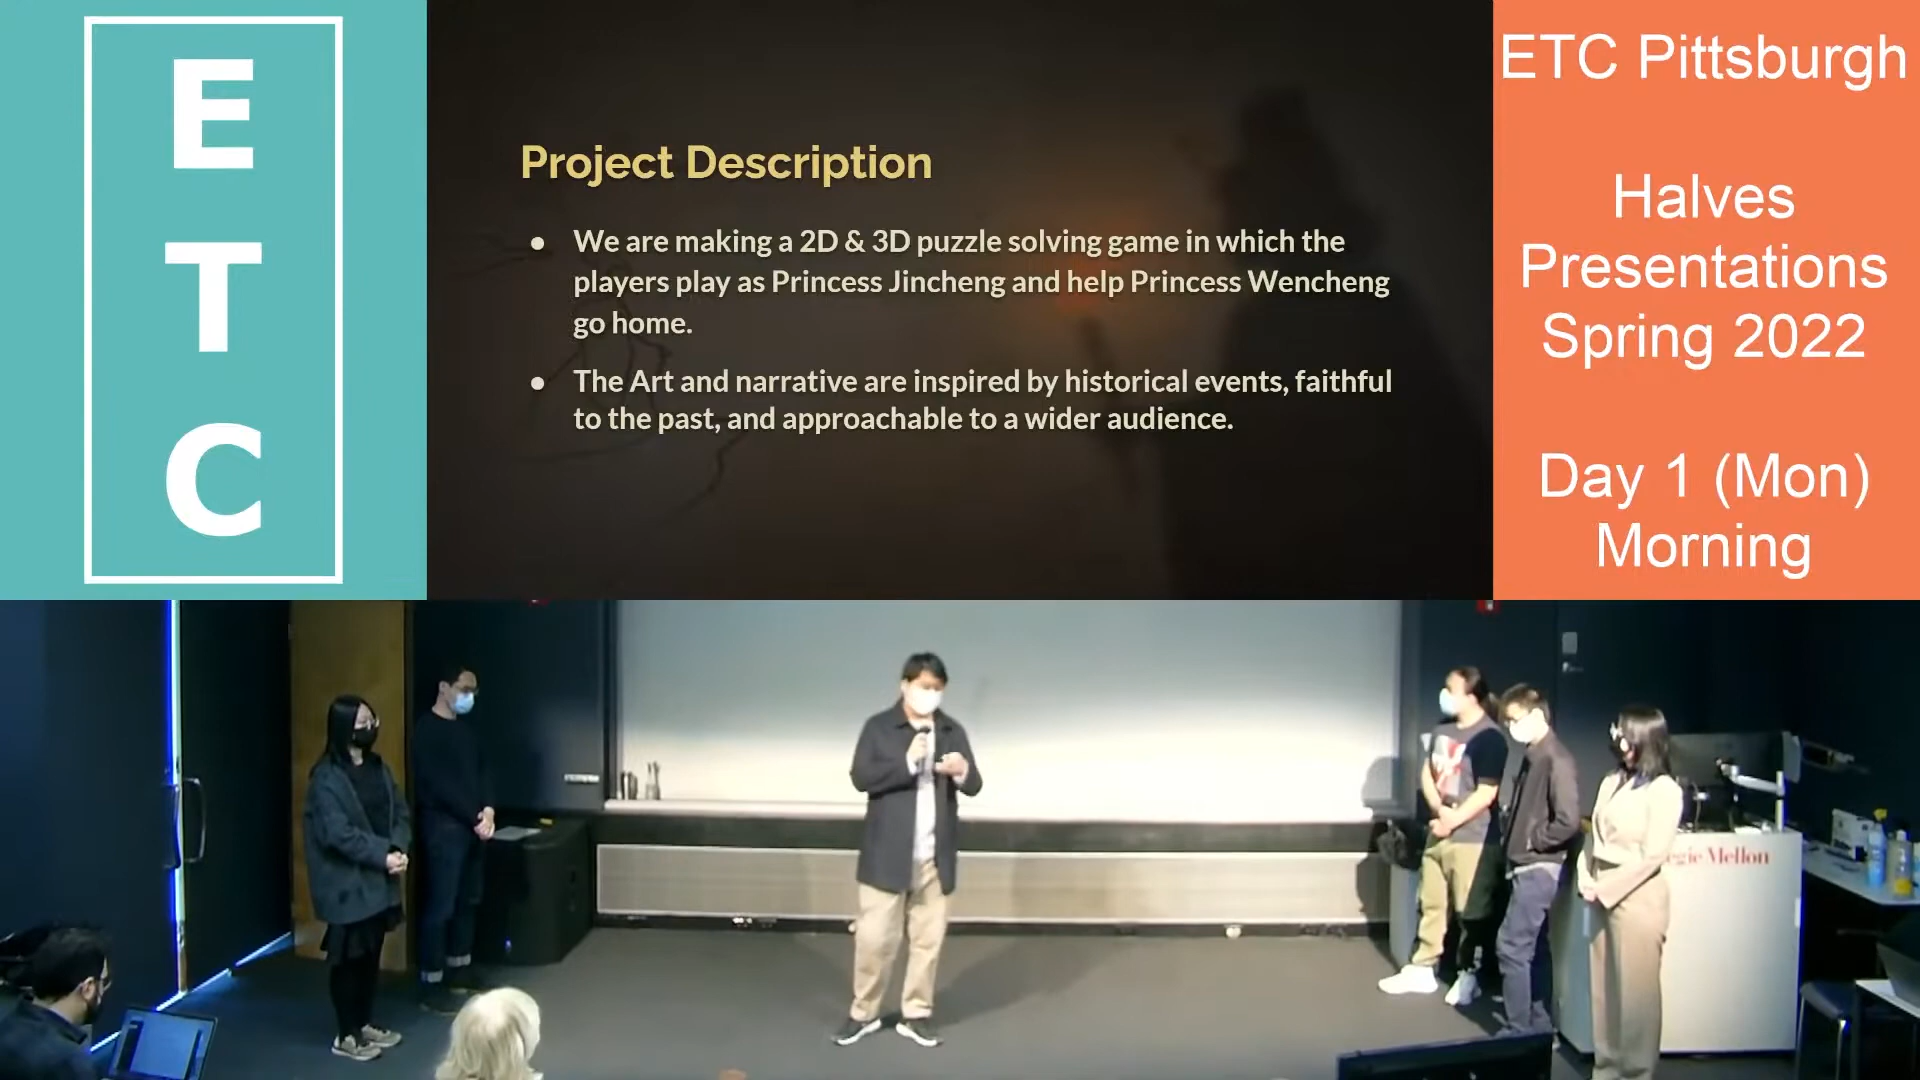 E
T
C
Project Description
● We are making a 2D & 3D puzzle solving game in which the
players play as Princess Jincheng and help Princess Wencheng
go home.
● The Art and narrative are inspired by historical events, faithful
to the past, and approachable to a wider audience.
ETC Pittsburgh
Halves
Presentations
Spring 2022
Day 1 (Mon)
Morning
Mellon